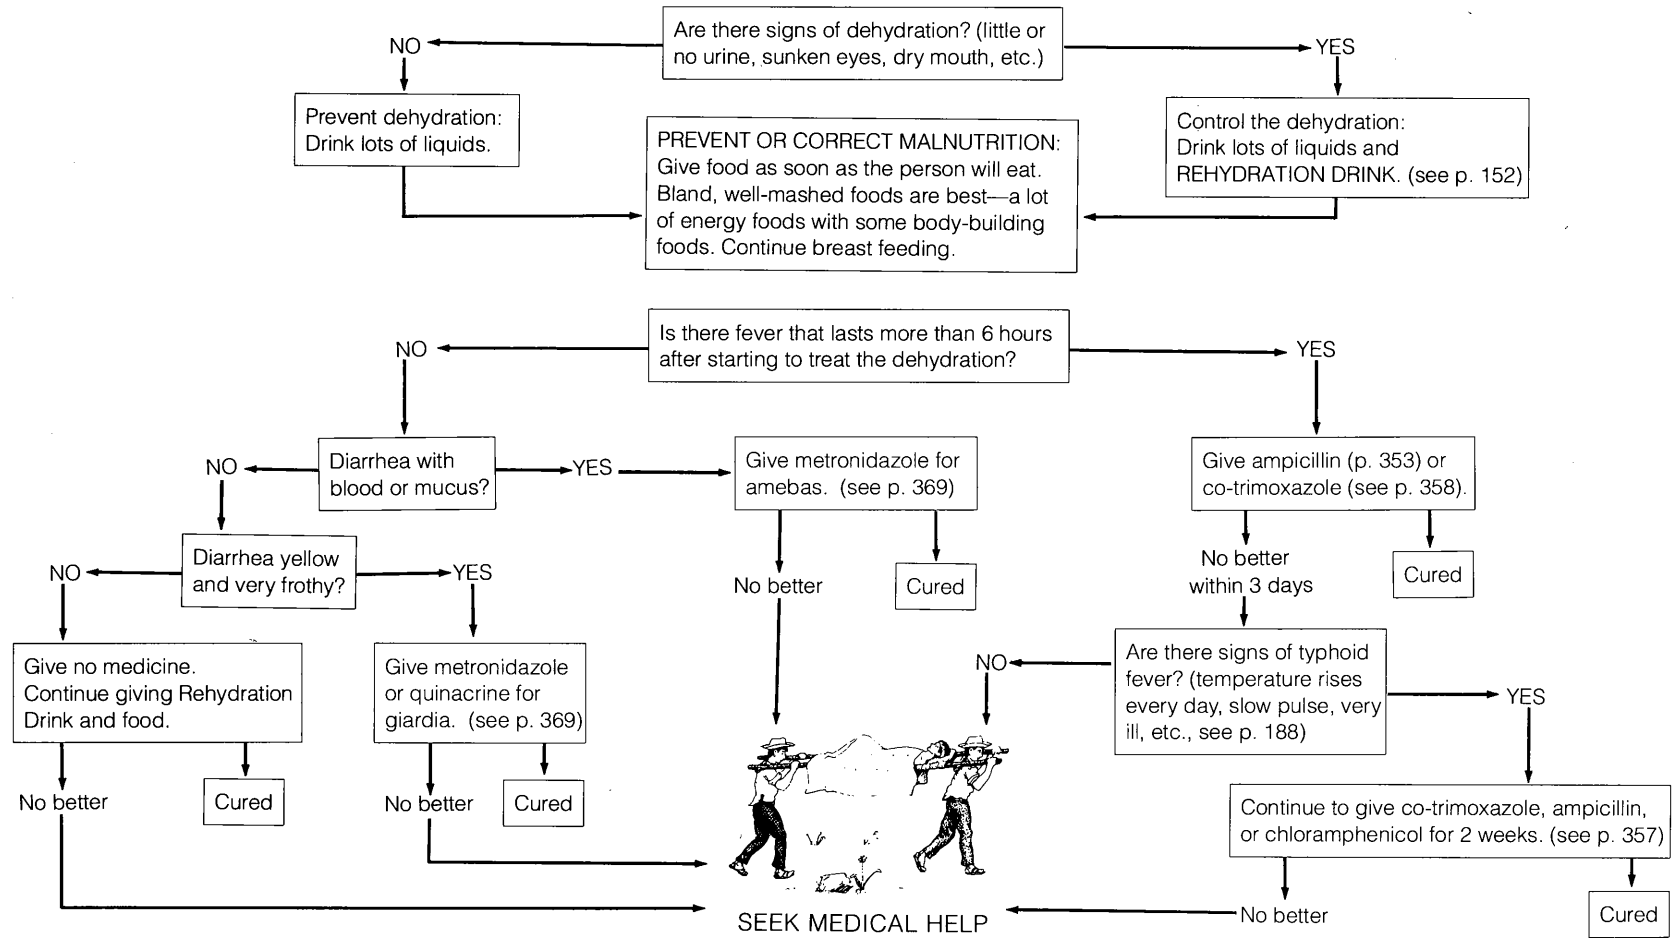 Are there signs of dehydration? (little or
no urine, sunken eyes, dry mouth, etc.)
NO
YES
Prevent dehydration:
Drink lots of liquids.
PREVENT OR CORRECT MALNUTRITION:
Give food as soon as the person will eat.
Bland, well-mashed foods are best—a lot
of energy foods with some body-building
foods. Continue breast feeding.
Control the dehydration:
Drink lots of liquids and
REHYDRATION DRINK. (see p. 152)
Is there fever that lasts more than 6 hours
after starting to treat the dehydration?
NO
YES
Diarrhea with
blood or mucus?
NO
YES
Give metronidazole for
amebas. (see p. 369)
Give ampicillin (p. 353) or
co-trimoxazole (see p. 358).
Diarrhea yellow
and very frothy?
NO
YES
No better
Cured
No better
within 3 days
Cured
Give no medicine.
Continue giving Rehydration
Drink and food.
Give metronidazole
or quinacrine for
giardia. (see p. 369)
Are there signs of typhoid
fever? (temperature rises
every day, slow pulse, very
ill, etc., see p. 188)
NO
YES
No better
Cured
No better
Cured
Continue to give co-trimoxazole, ampicillin,
or chloramphenicol for 2 weeks. (see p. 357)
SEEK MEDICAL HELP
No better
Cured